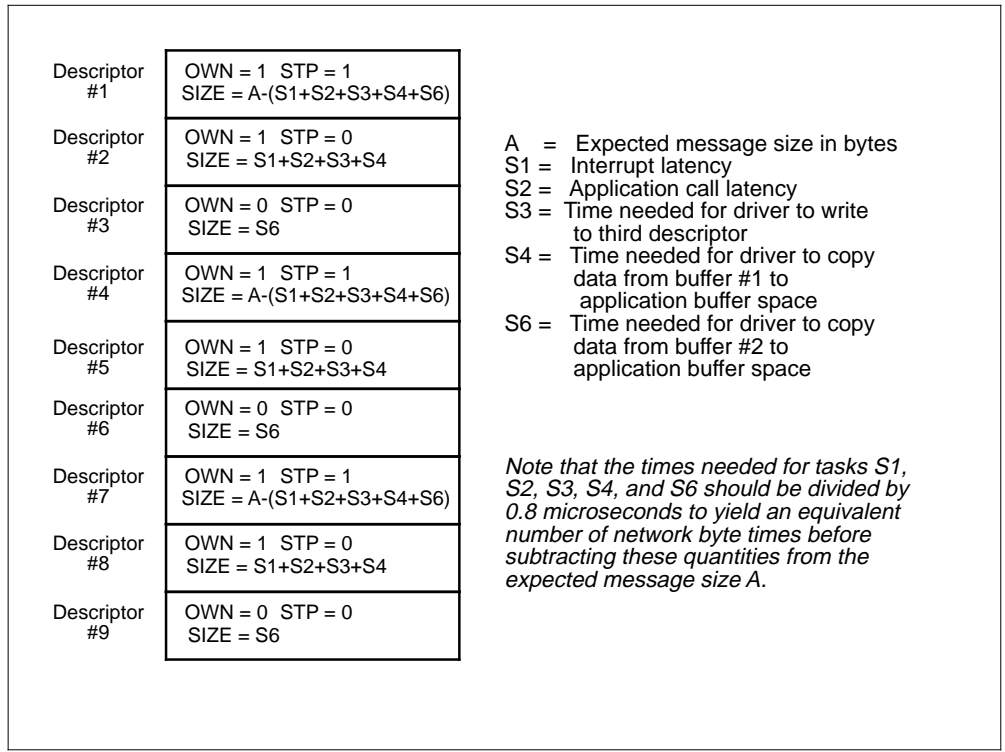 Descriptor
#1
OWN = 1 STP = 1
SIZE = A-(S1+S2+S3+S4+S6)
Descriptor
#2
OWN = 1 STP = 0
SIZE = S1+S2+S3+S4
Descriptor
#3
OWN = 0 STP = 0
SIZE = S6
Descriptor
#4
OWN = 1 STP = 1
SIZE = A-(S1+S2+S3+S4+S6)
Descriptor
#5
OWN = 1 STP = 0
SIZE = S1+S2+S3+S4
Descriptor
#6
OWN = 0 STP = 0
SIZE = S6
Descriptor
#7
OWN = 1 STP = 1
SIZE = A-(S1+S2+S3+S4+S6)
Descriptor
#8
OWN = 1 STP = 0
SIZE = S1+S2+S3+S4
Descriptor
#9
OWN = 0 STP = 0
SIZE = S6
A = Expected message size in bytes
S1 = Interrupt latency
S2 = Application call latency
S3 = Time needed for driver to write
to third descriptor
S4 = Time needed for driver to copy
data from buffer #1 to
application buffer space
S6 = Time needed for driver to copy
data from buffer #2 to
application buffer space
Note that the times needed for tasks S1,
S2, S3, S4, and S6 should be divided by
0.8 microseconds to yield an equivalent
number of network byte times before
subtracting these quantities from the
expected message size A.